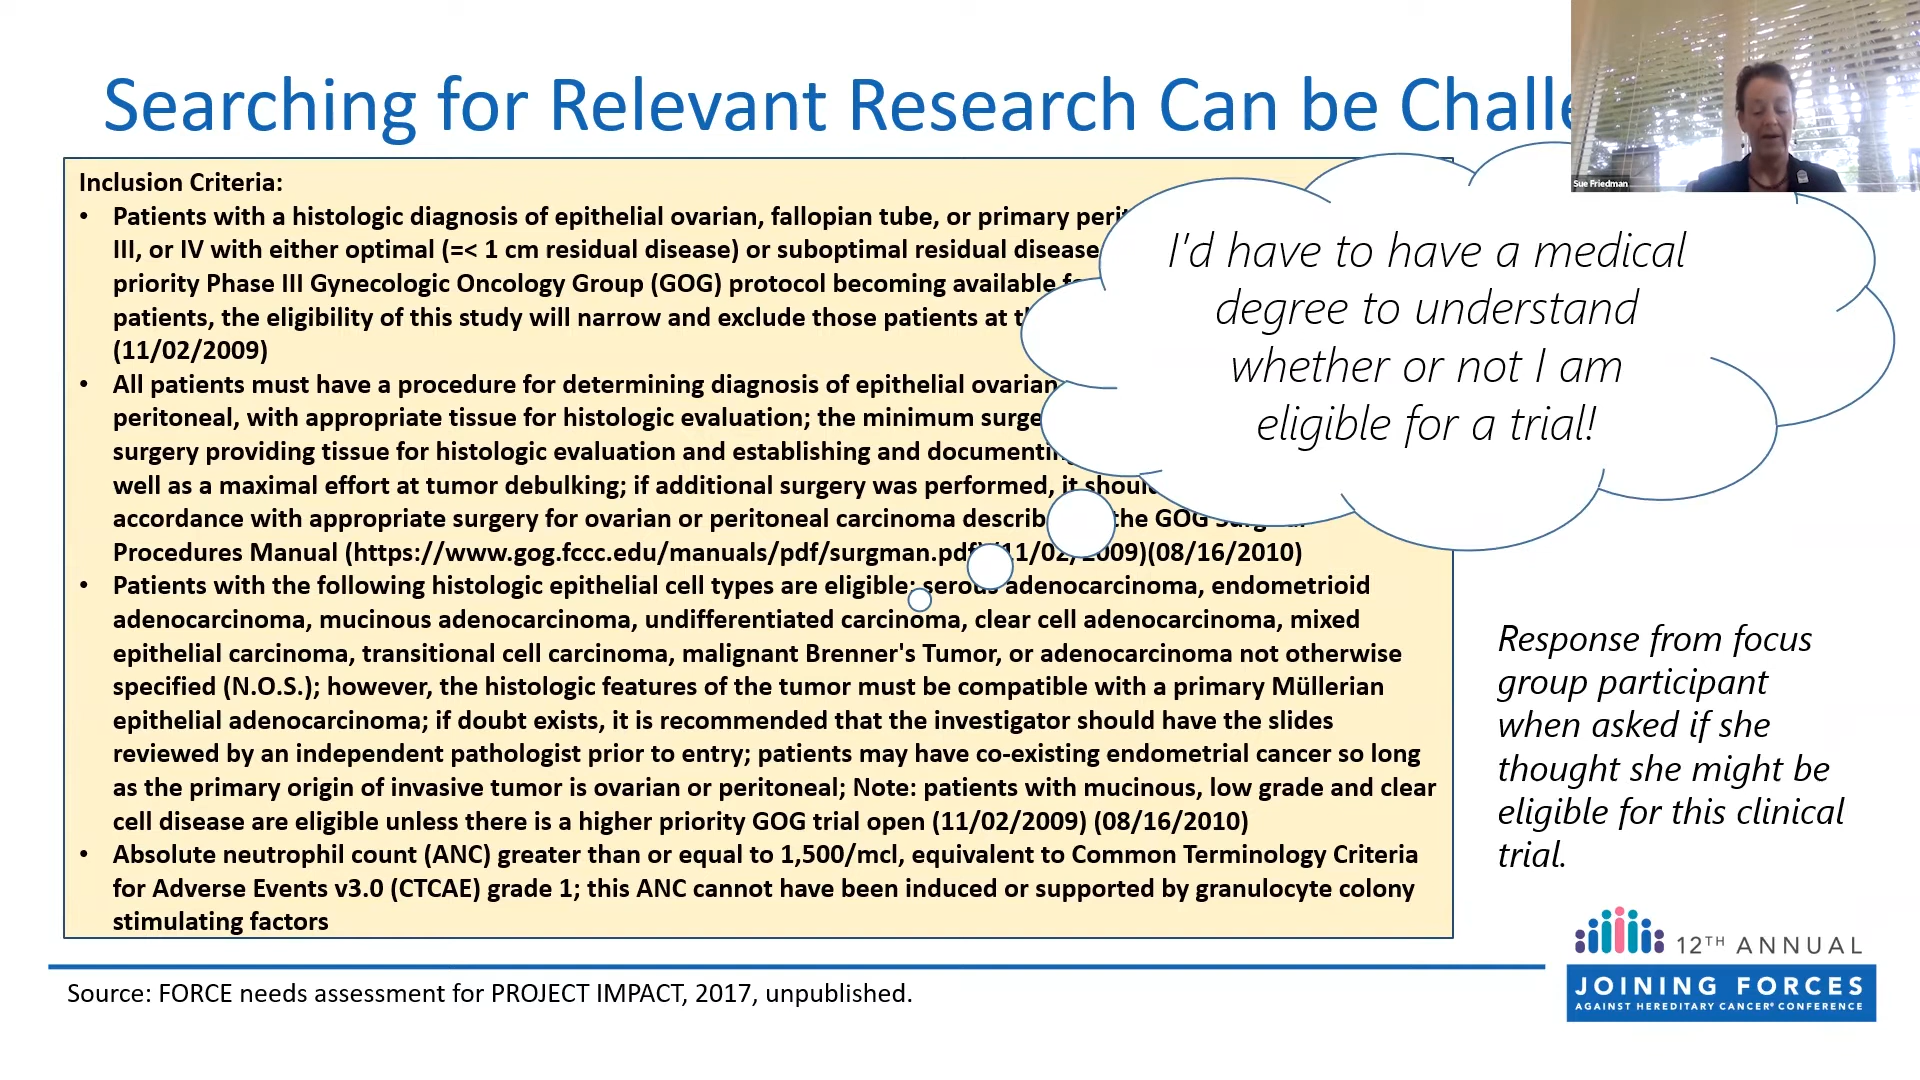 Searching for Relevant Research Can be Challe
Sue Friedman
Inclusion Criteria:
• Patients with a histologic diagnosis of epithelial ovarian, fallopian tube, or primary
III, or IV with either optimal (=< 1 cm residual disease) or suboptimal residual disease
priority Phase III Gynecologic Oncology Group (GOG) protocol becoming available
patients, the eligibility of this study will narrow and exclude those patients at
(11/02/2009)
• All patients must have a procedure for determining diagnosis of epithelial ovarian
peritoneal, with appropriate tissue for histologic evaluation; the minimum
surgery providing tissue for histologic evaluation and establishing and
well as a maximal effort at tumor debulking; if additional surgery was performed, it
accordance with appropriate surgery for ovarian or peritoneal carcinoma the GOG
Procedures Manual (https://www.gog.fccc.edu/manuals/pdf/surgman.pdf)(11/02/2009)(08/16/2010)
• Patients with the following histologic epithelial cell types are eligible: serous adenocarcinoma, endometrioid
adenocarcinoma, mucinous adenocarcinoma, undifferentiated carcinoma, clear cell adenocarcinoma, mixed
epithelial carcinoma, transitional cell carcinoma, malignant Brenner's Tumor, or adenocarcinoma not otherwise
specified (N.O.S.); however, the histologic features of the tumor must be compatible with a primary Müllerian
epithelial adenocarcinoma; if doubt exists, it is recommended that the investigator should have the slides
reviewed by an independent pathologist prior to entry; patients may have co-existing endometrial cancer so long
as the primary origin of invasive tumor is ovarian or peritoneal; Note: patients with mucinous, low grade and clear
cell disease are eligible unless there is a higher priority GOG trial open (11/02/2009) (08/16/2010)
• Absolute neutrophil count (ANC) greater than or equal to 1,500/mcl, equivalent to Common Terminology Criteria
for Adverse Events v3.0 (CTCAE) grade 1; this ANC cannot have been induced or supported by granulocyte colony
stimulating factors
I'd have to have a medical
degree to understand
whether or not I am
eligible for a trial!
Response from focus
group participant
when asked if she
thought she might be
eligible for this clinical
trial.
12TH ANNUAL
JOINING FORCES
AGAINST HEREDITARY CANCER® CONFERENCE
Source: FORCE needs assessment for PROJECT IMPACT, 2017, unpublished.